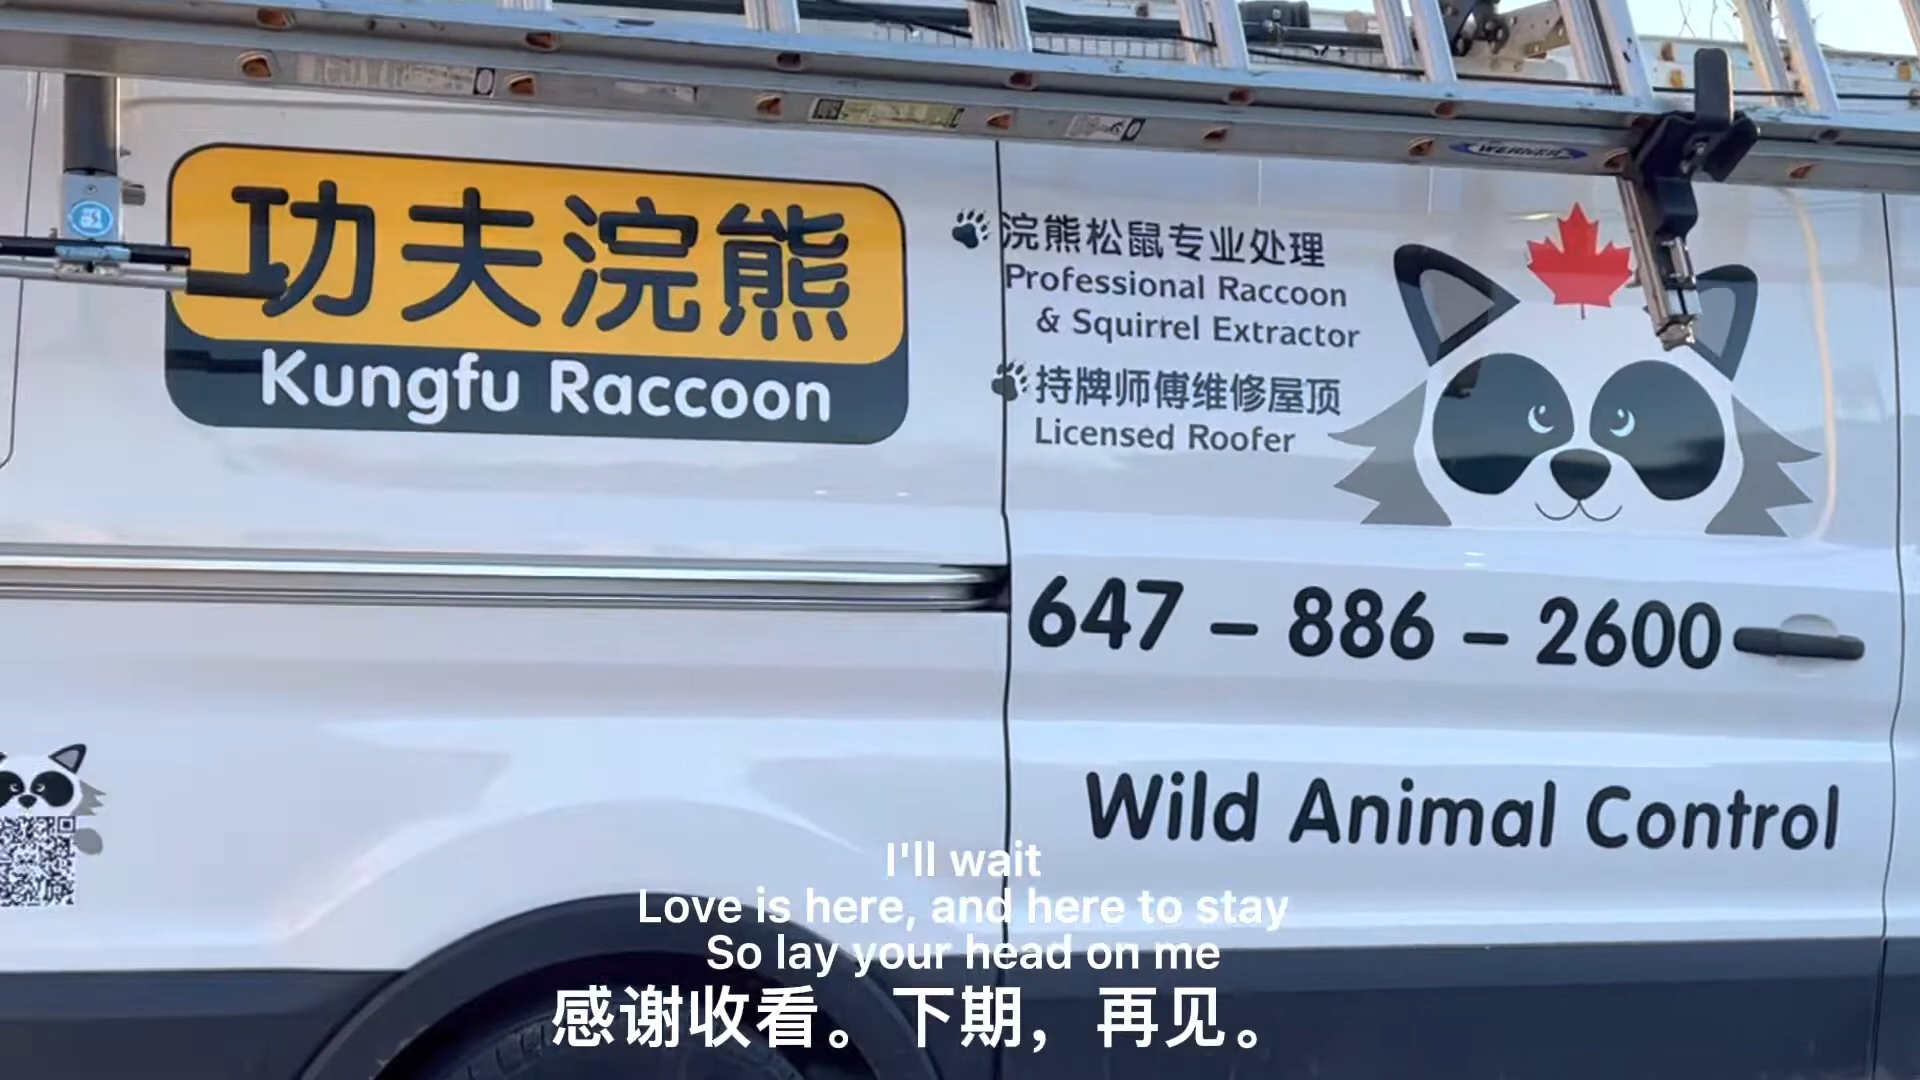 WERNER
功夫浣熊
Kungfu Raccoon
浣熊松鼠专业处理
Professional Raccoon
& Squirrel Extractor
持牌师傅维修屋顶
Licensed Roofer
647 – 886 – 2600
Wild Animal Control
I'll wait
Love is here, and here to stay
So lay your head on me
感谢收看。下期，再见。